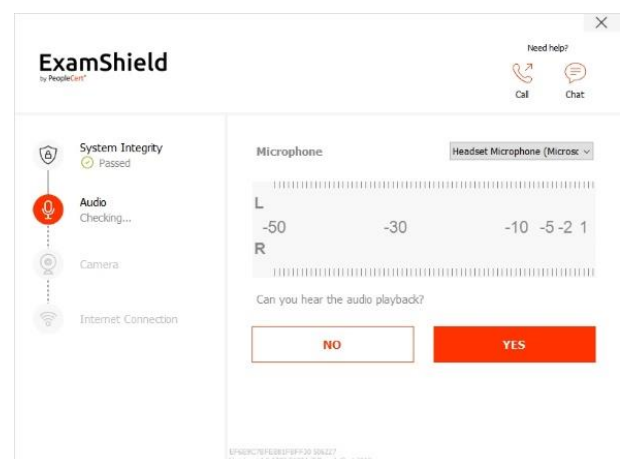 Need help?
ExamShield
by PeopleCert
Call
Chat
System Integrity
Passed
Audio
Checking...
Camera
Internet Connection
Microphone
Headset Microphone (Microsc
L
-50 -30 -10 -5 -2 1
R
Can you hear the audio playback?
NO
YES